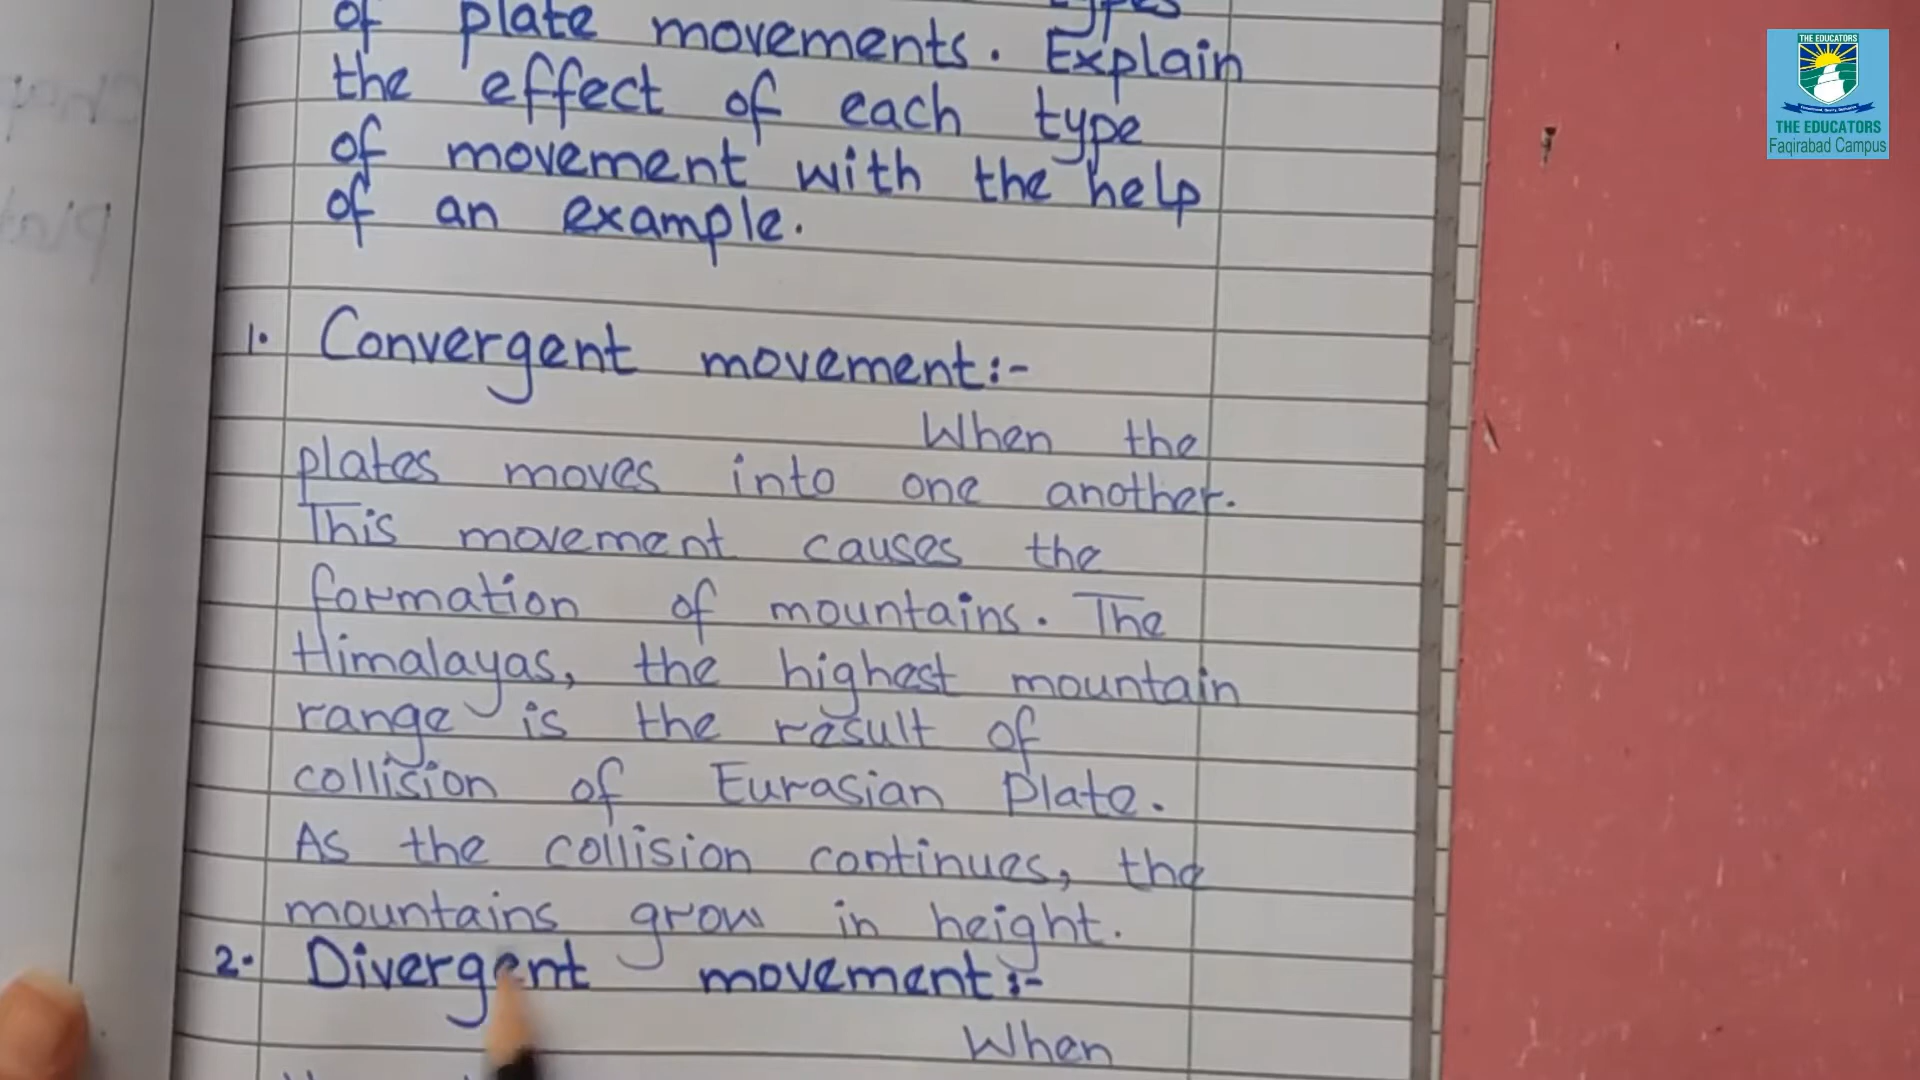 of plate movements. Explain
the effect of each type
of movement with the help
of an example.
1. Convergent movement:-
When the
plates moves into one another.
This movement causes the
formation of mountains. The
Himalayas, the highest mountain
range is the result of
collision of Eurasian Plate.
As the collision continues, the
mountains grow in height.
2. Divergent movement:-
When
THE EDUCATORS
THE EDUCATORS
Faqirabad Campus